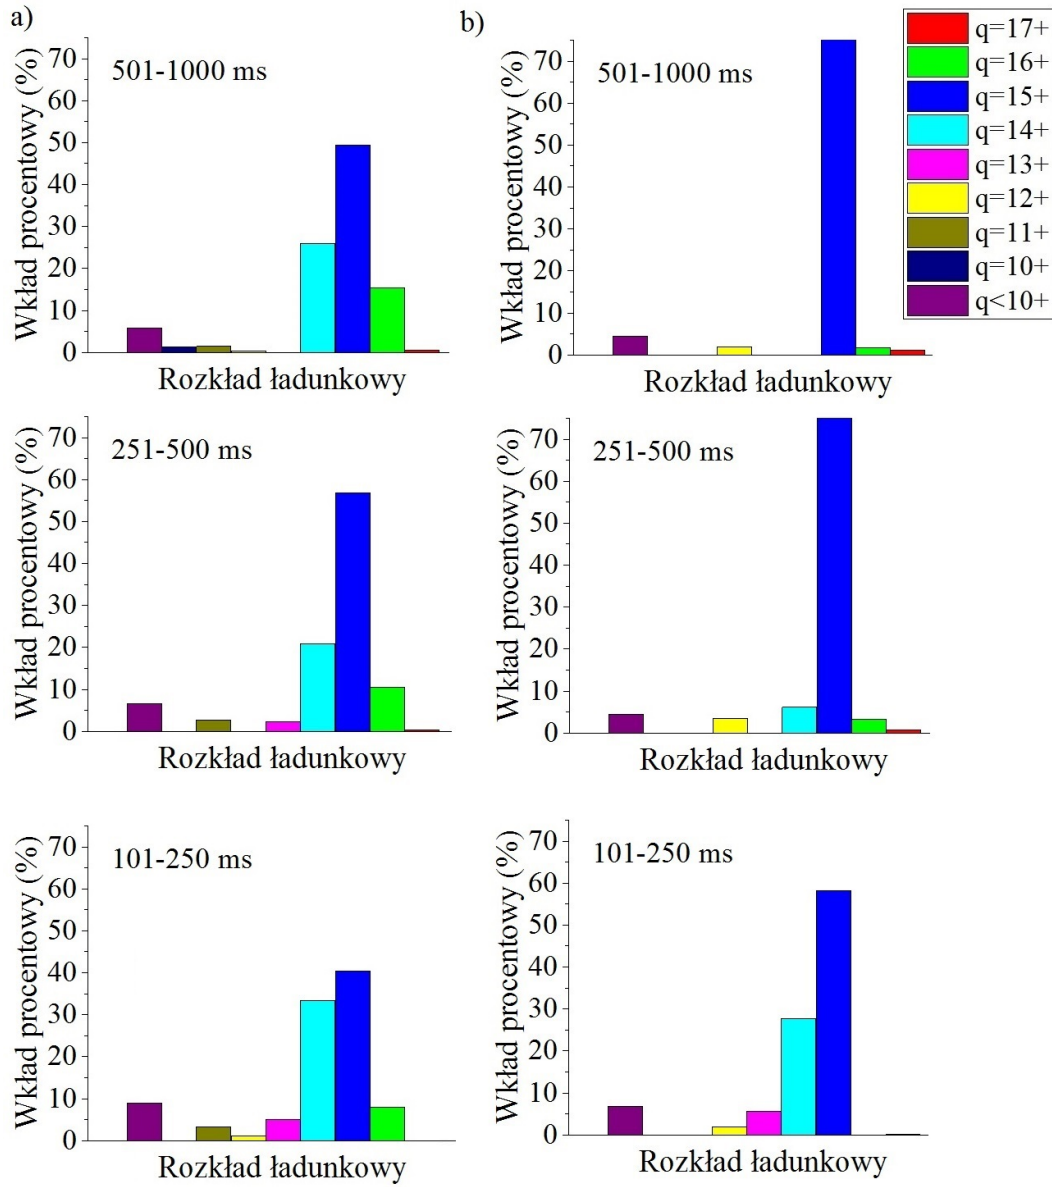 a)
Wkład procentowy (%)
70
60
50
40
30
20
10
0
501-1000 ms
Rozkład ładunkowy
b)
Wkład procentowy (%)
70
60
50
40
30
20
10
0
501-1000 ms
Rozkład ładunkowy
q=17+
q=16+
q=15+
q=14+
q=13+
q=12+
q=11+
q=10+
q<10+
Wkład procentowy (%)
70
60
50
40
30
20
10
0
251-500 ms
Rozkład ładunkowy
Wkład procentowy (%)
70
60
50
40
30
20
10
0
251-500 ms
Rozkład ładunkowy
Wkład procentowy (%)
70
60
50
40
30
20
10
0
101-250 ms
Rozkład ładunkowy
Wkład procentowy (%)
70
60
50
40
30
20
10
0
101-250 ms
Rozkład ładunkowy